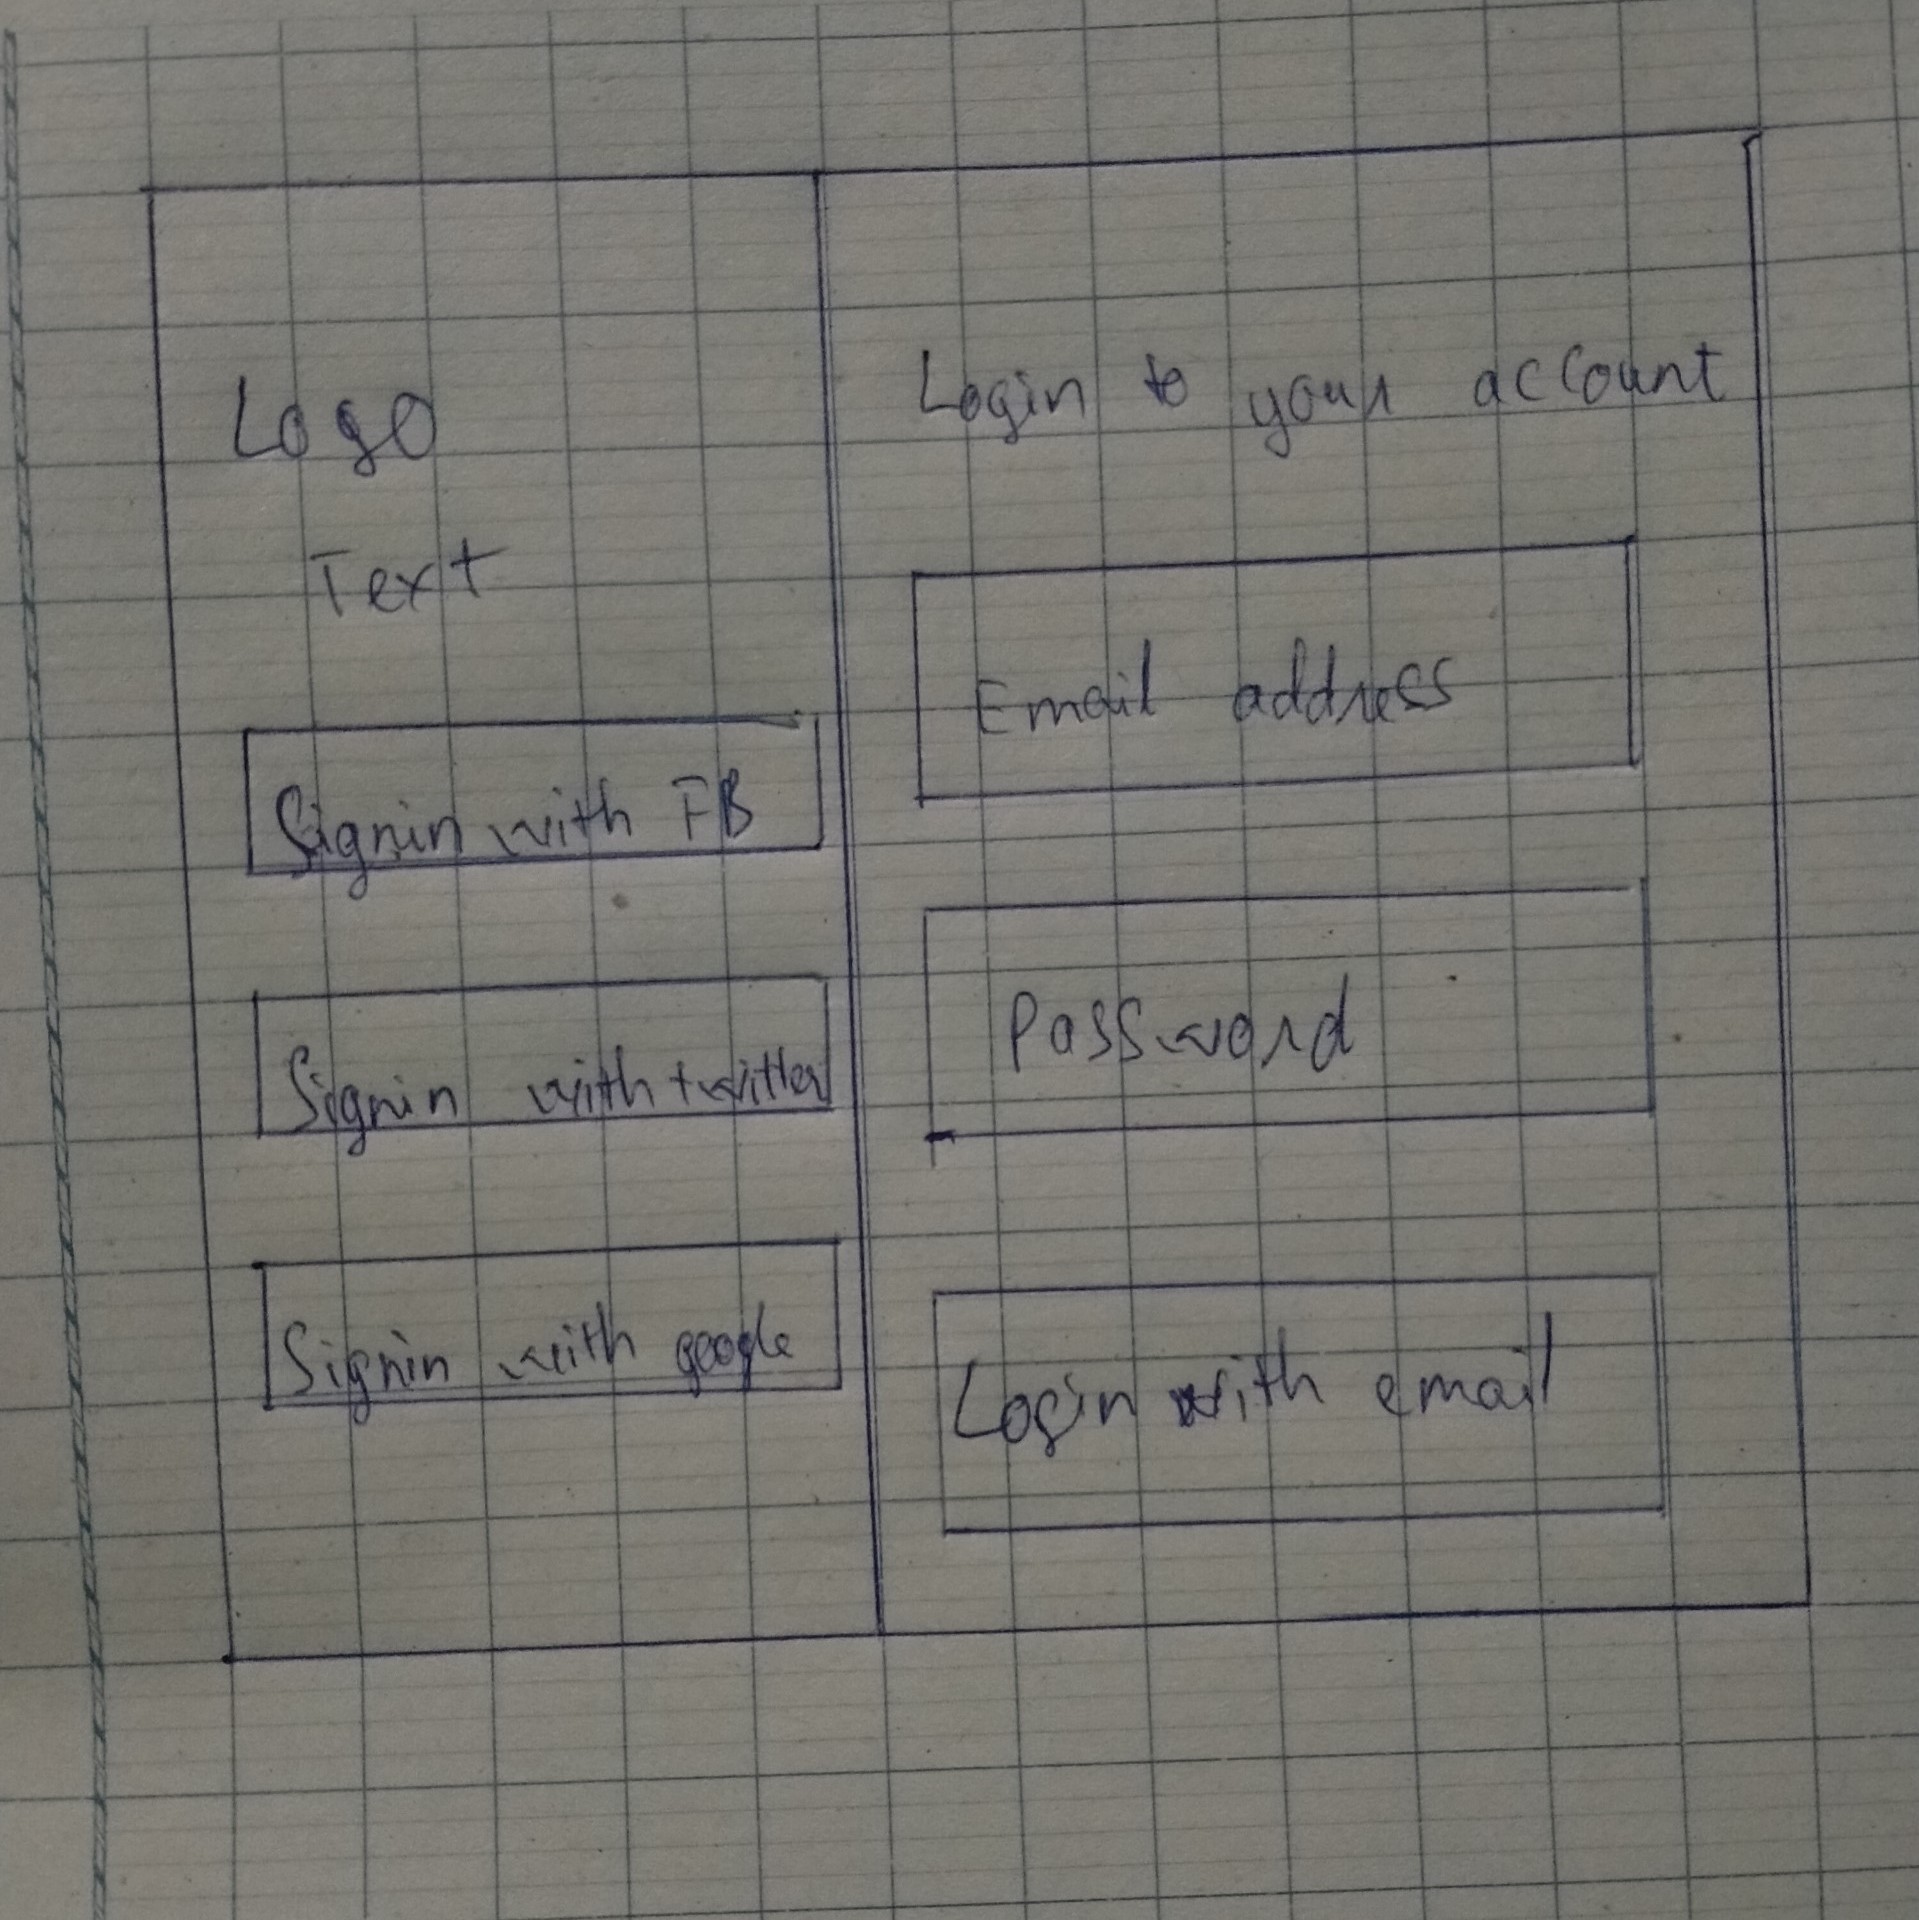 Logo
Text
Signin with FB
Signin with twitter
Signin with google
Login to your account
Email address
Password
Login with email